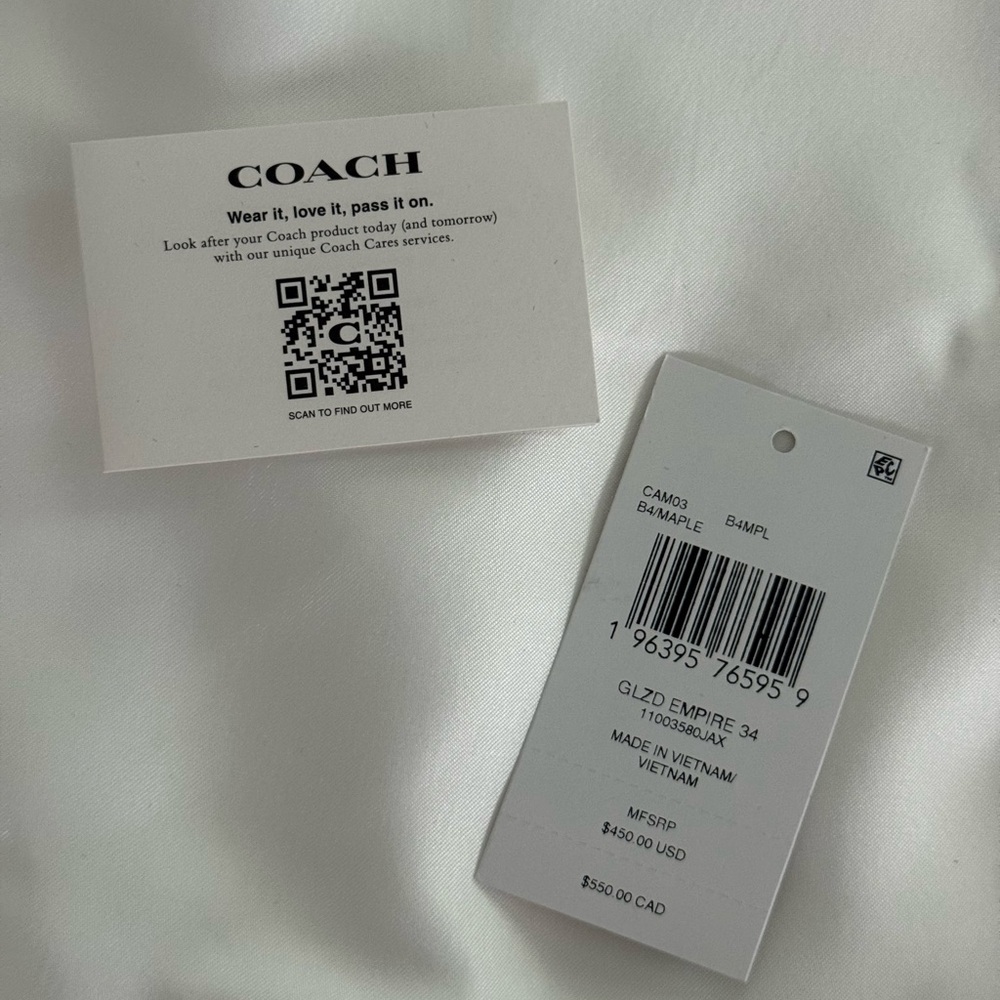 COACH
Wear it, love it, pass it on.
Look after your Coach product today (and tomorrow)
with our unique Coach Cares services.
C
SCAN TO FIND OUT MORE
CAM03
B4/MAPLE B4MPL
1 96395 76595 9
GLZD EMPIRE 34
11003580JAX
MADE IN VIETNAM/
VIETNAM
MFSRP
$450.00 USD
$550.00 CAD